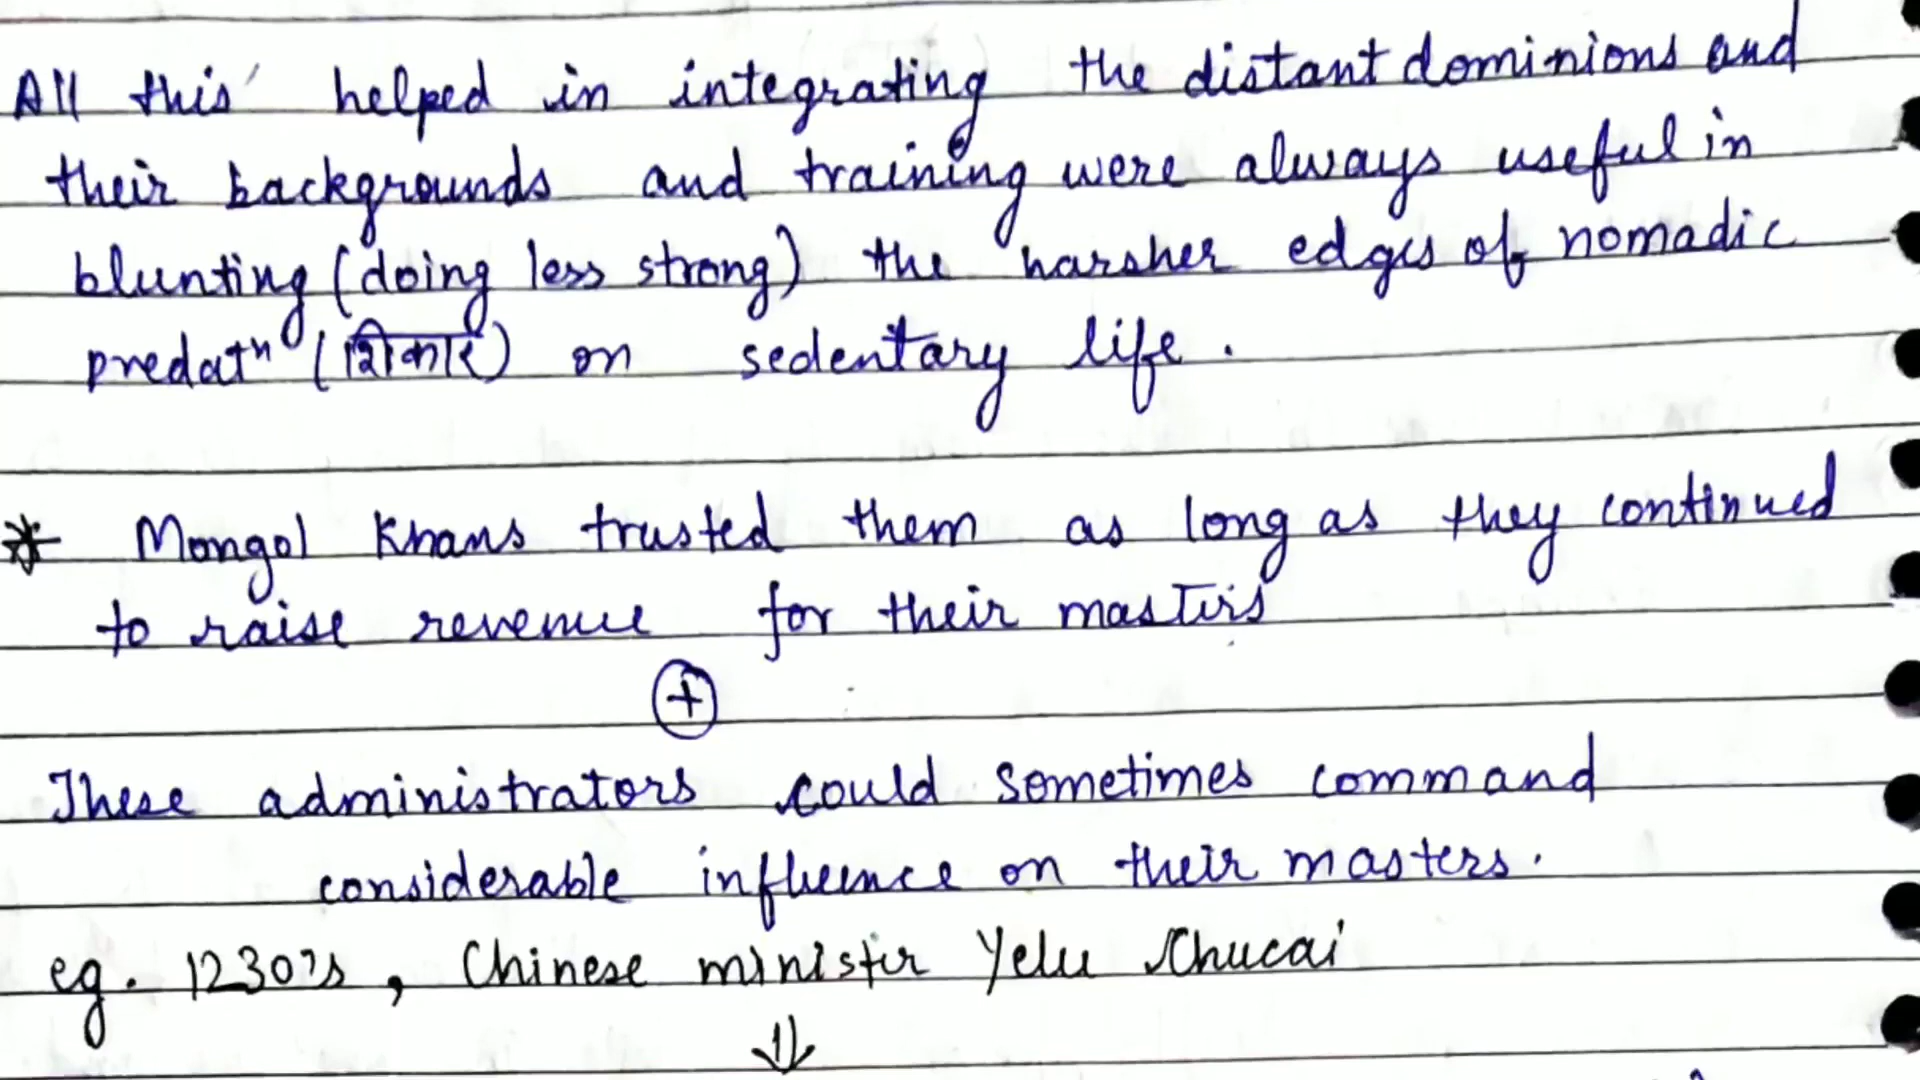 All this helped in integrating the distant dominions and
their backgrounds and training were always useful in
blunting (doing less strong) the harsher edges of nomadic
predatⁿ (शिकार) on sedentary life.
* Mongol Khans trusted them as long as they continued
to raise revenue for their masters
+
These administrators could sometimes command
considerable influence on their masters.
eg. 1230's, Chinese minister Yelu Chucai
⇓